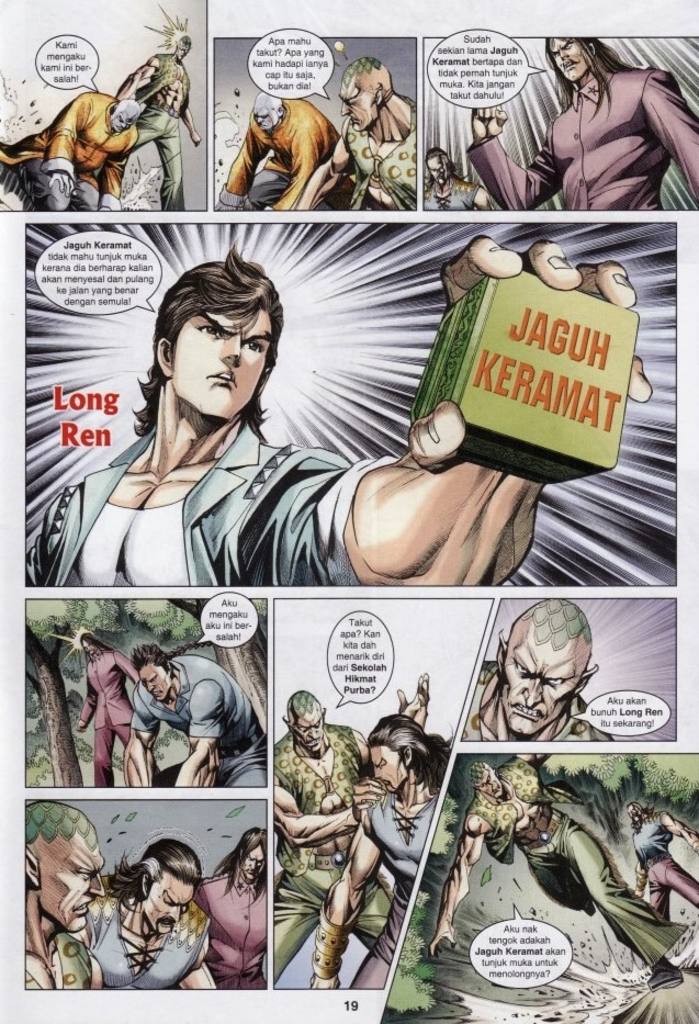 Kami
mengaku
kami ini ber-
salah!
Apa mahu
takut? Apa yang
kami hadapi ianya
cap itu saja,
bukan dia!
Sudah
sekian lama Jaguh
Keramat bertapa dan
tidak pernah tunjuk
muka. Kita jangan
takut dahulu!
Jaguh Keramat
tidak mahu tunjuk muka
kerana dia berharap kalian
akan menyesal dan pulang
ke jalan yang benar
dengan semula!
Long
Ren
JAGUH
KERAMAT
Aku
mengaku
aku ini ber-
salah!
Takut
apa? Kan
kita dah
menarik diri
dari Sekolah
Hikmat
Purba?
Aku akan
bunuh Long Ren
itu sekarang!
Aku nak
tengok adakah
Jaguh Keramat akan
tunjuk muka untuk
menolongnya?
19